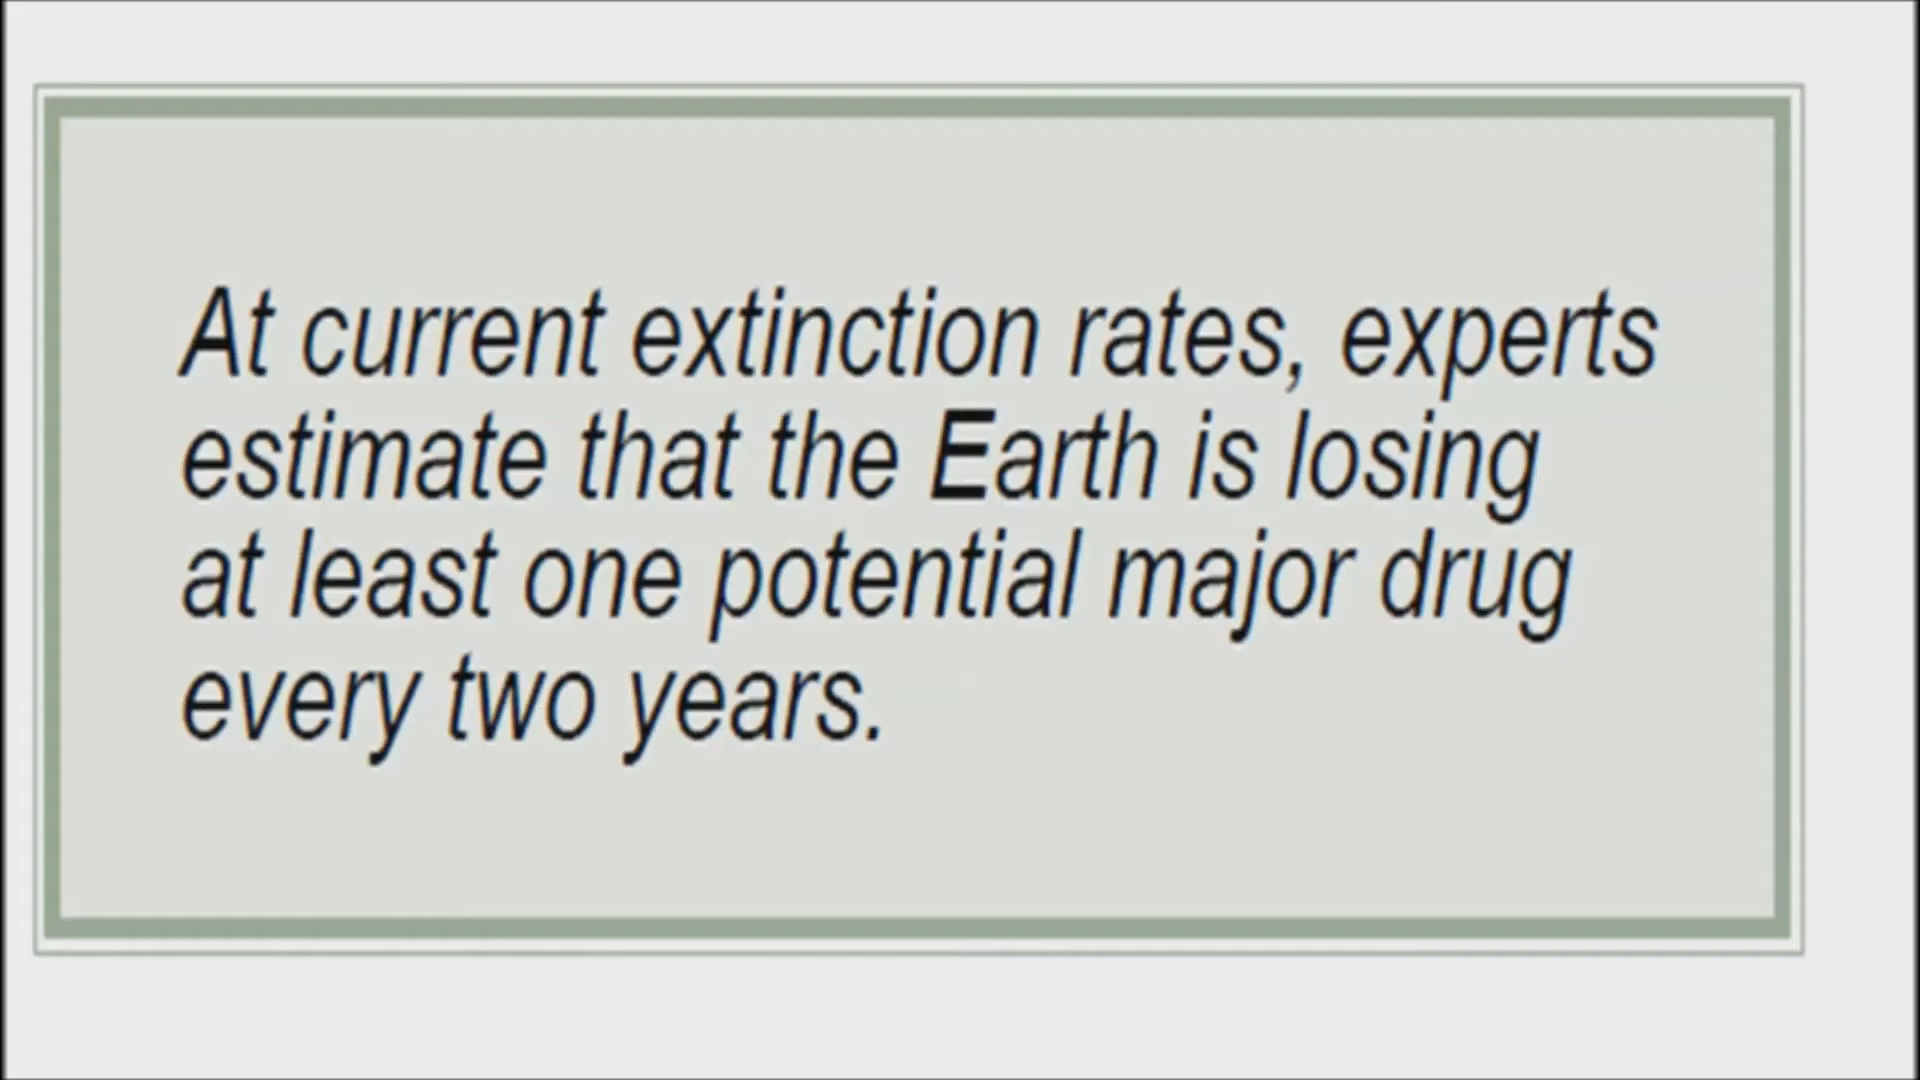 At current extinction rates, experts
estimate that the Earth is losing
at least one potential major drug
every two years.